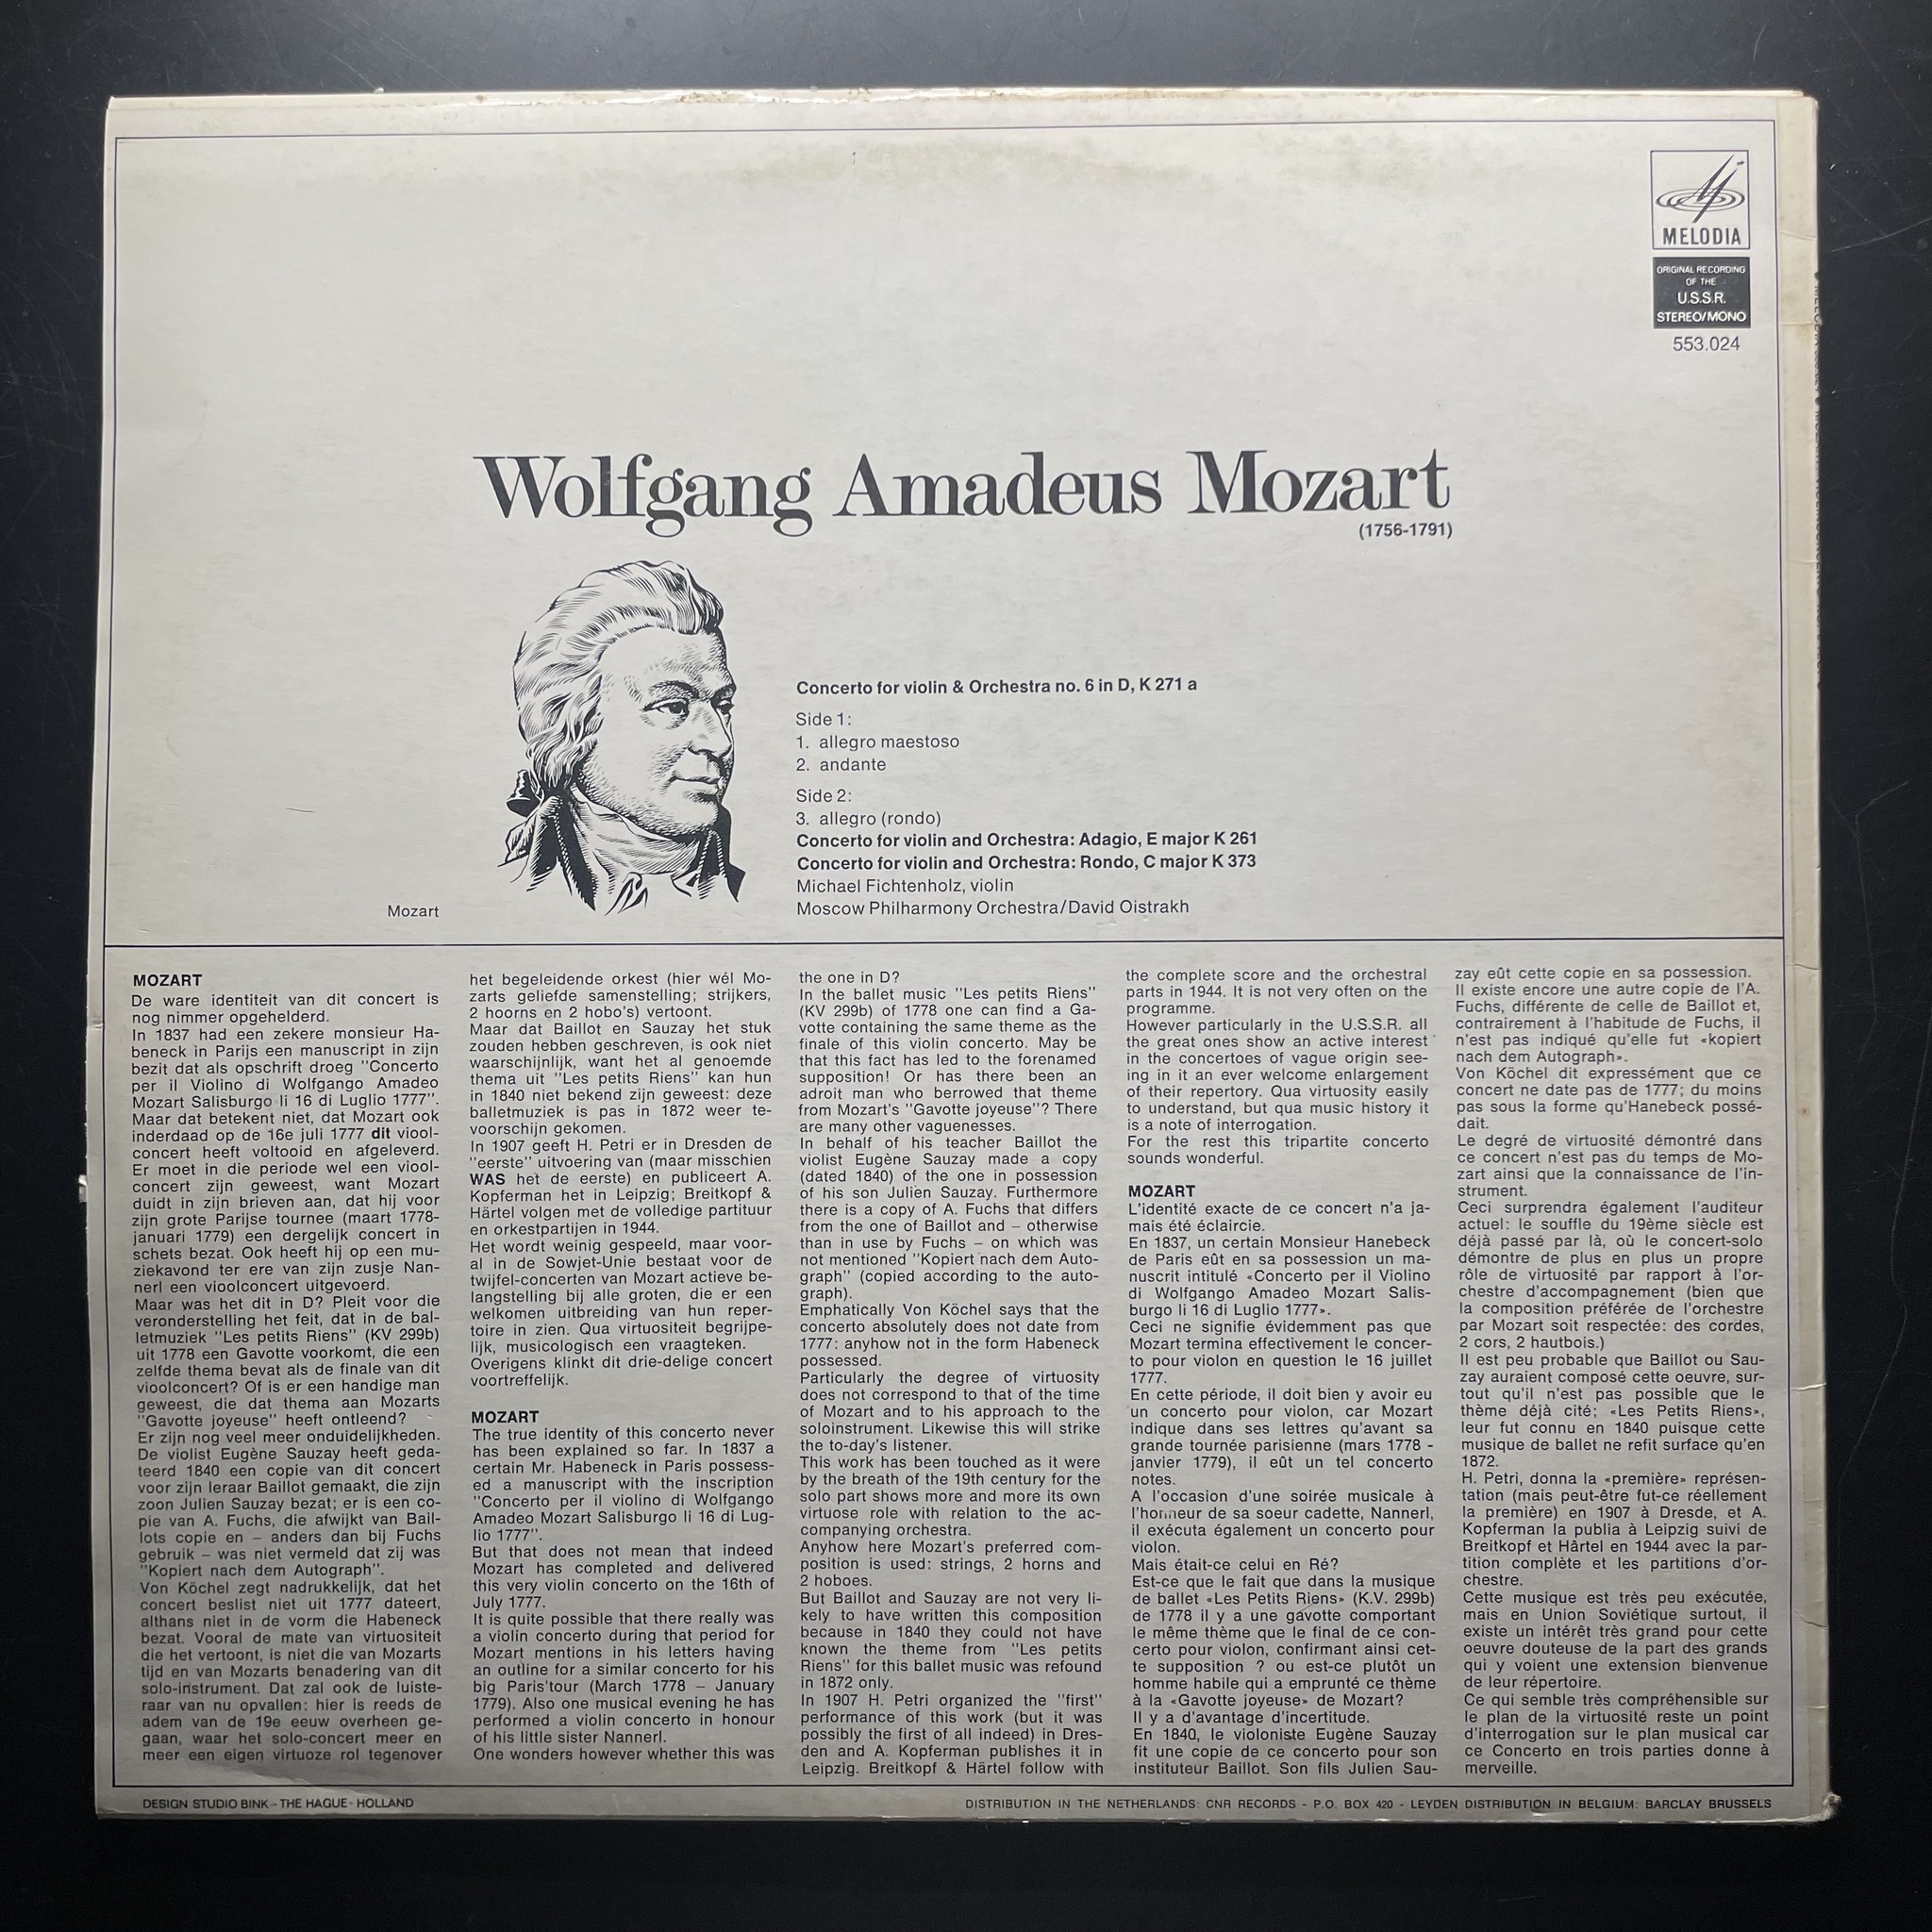 MELODIA
ORIGINAL RECORDING
OF THE
U.S.S.R.
STEREO/MONO
553.024
Wolfgang Amadeus Mozart
(1756-1791)
Concerto for violin & Orchestra no. 6 in D, K 271 a
Side 1:
1. allegro maestoso
2. andante
Side 2:
3. allegro (rondo)
Concerto for violin and Orchestra: Adagio, E major K 261
Concerto for violin and Orchestra: Rondo, C major K 373
Michael Fichtenholz, violin
Moscow Philharmony Orchestra/David Oistrakh
Mozart
MOZART
De ware identiteit van dit concert is
nog nimmer opgehelderd.
In 1837 had een zekere monsieur Ha-
beneck in Parijs een manuscript in zijn
bezit dat als opschrift droeg "Concerto
per il Violino di Wolfgango Amadeo
Mozart Salisburgo li 16 di Luglio 1777".
Maar dat betekent niet, dat Mozart ook
inderdaad op de 16e juli 1777 dit viool-
concert heeft voltooid en afgeleverd.
Er moet in die periode wel een viool-
concert zijn geweest, want Mozart
duidt in zijn brieven aan, dat hij voor
zijn grote Parijse tournee (maart 1778-
januari 1779) een dergelijk concert in
schets bezat. Ook heeft hij op een mu-
ziekavond ter ere van zijn zusje Nan-
nerl een vioolconcert uitgevoerd.
Maar was het dit in D? Pleit voor die
veronderstelling het feit, dat in de bal-
letmuziek "Les petits Riens" (KV 299b)
uit 1778 een Gavotte voorkomt, die een
zelfde thema bevat als de finale van dit
vioolconcert? Of is er een handige man
geweest, die dat thema aan Mozarts
"Gavotte joyeuse" heeft ontleend?
Er zijn nog veel meer onduidelijkheden.
De violist Eugène Sauzay heeft geda-
teerd 1840 een copie van dit concert
voor zijn leraar Baillot gemaakt, die zijn
zoon Julien Sauzay bezat; er is een co-
pie van A. Fuchs, die afwijkt van Bail-
lots copie en – anders dan bij Fuchs
gebruik – was niet vermeld dat zij was
"Kopiert nach dem Autograph".
Von Köchel zegt nadrukkelijk, dat het
concert beslist niet uit 1777 dateert,
althans niet in de vorm die Habeneck
bezat. Vooral de mate van virtuositeit
die het vertoont, is niet die van Mozarts
tijd en van Mozarts benadering van dit
solo-instrument. Dat zal ook de luiste-
raar van nu opvallen: hier is reeds de
adem van de 19e eeuw overheen ge-
gaan, waar het solo-concert meer en
meer een eigen virtuoze rol tegenover
het begeleidende orkest (hier wél Mo-
zarts geliefde samenstelling; strijkers,
2 hoorns en 2 hobo's) vertoont.
Maar dat Baillot en Sauzay het stuk
zouden hebben geschreven, is ook niet
waarschijnlijk, want het al genoemde
thema uit "Les petits Riens" kan hun
in 1840 niet bekend zijn geweest: deze
balletmuziek is pas in 1872 weer te-
voorschijn gekomen.
In 1907 geeft H. Petri er in Dresden de
"eerste" uitvoering van (maar misschien
WAS het de eerste) en publiceert A.
Kopferman het in Leipzig; Breitkopf &
Härtel volgen met de volledige partituur
en orkestpartijen in 1944.
Het wordt weinig gespeeld, maar voor-
al in de Sowjet-Unie bestaat voor de
twijfel-concerten van Mozart actieve be-
langstelling bij alle groten, die er een
welkomen uitbreiding van hun reper-
toire in zien. Qua virtuositeit begrijpe-
lijk, musicologisch een vraagteken.
Overigens klinkt dit drie-delige concert
voortreffelijk.
MOZART
The true identity of this concerto never
has been explained so far. In 1837 a
certain Mr. Habeneck in Paris possess-
ed a manuscript with the inscription
"Concerto per il violino di Wolfgango
Amadeo Mozart Salisburgo li 16 di Lug-
lio 1777".
But that does not mean that indeed
Mozart has completed and delivered
this very violin concerto on the 16th of
July 1777.
It is quite possible that there really was
a violin concerto during that period for
Mozart mentions in his letters having
an outline for a similar concerto for his
big Paris'tour (March 1778 – January
1779). Also one musical evening he has
performed a violin concerto in honour
of his little sister Nannerl.
One wonders however whether this was
the one in D?
In the ballet music "Les petits Riens"
(KV 299b) of 1778 one can find a Ga-
votte containing the same theme as the
finale of this violin concerto. May be
that this fact has led to the forenamed
supposition! Or has there been an
adroit man who berrowed that theme
from Mozart's "Gavotte joyeuse"? There
are many other vaguenesses.
In behalf of his teacher Baillot the
violist Eugène Sauzay made a copy
(dated 1840) of the one in possession
of his son Julien Sauzay. Furthermore
there is a copy of A. Fuchs that differs
from the one of Baillot and – otherwise
than in use by Fuchs – on which was
not mentioned "Kopiert nach dem Auto-
graph" (copied according to the auto-
graph).
Emphatically Von Köchel says that the
concerto absolutely does not date from
1777: anyhow not in the form Habeneck
possessed.
Particularly the degree of virtuosity
does not correspond to that of the time
of Mozart and to his approach to the
soloinstrument. Likewise this will strike
the to-day's listener.
This work has been touched as it were
by the breath of the 19th century for the
solo part shows more and more its own
virtuose role with relation to the ac-
companying orchestra.
Anyhow here Mozart's preferred com-
position is used: strings, 2 horns and
2 hoboes.
But Baillot and Sauzay are not very li-
kely to have written this composition
because in 1840 they could not have
known the theme from "Les petits
Riens" for this ballet music was refound
in 1872 only.
In 1907 H. Petri organized the "first"
performance of this work (but it was
possibly the first of all indeed) in Dres-
den and A. Kopferman publishes it in
Leipzig. Breitkopf & Härtel follow with
the complete score and the orchestral
parts in 1944. It is not very often on the
programme.
However particularly in the U.S.S.R. all
the great ones show an active interest
in the concertoes of vague origin see-
ing in it an ever welcome enlargement
of their repertory. Qua virtuosity easily
to understand, but qua music history it
is a note of interrogation.
For the rest this tripartite concerto
sounds wonderful.
MOZART
L'identité exacte de ce concert n'a ja-
mais été éclaircie.
En 1837, un certain Monsieur Hanebeck
de Paris eût en sa possession un ma-
nuscrit intitulé «Concerto per il Violino
di Wolfgango Amadeo Mozart Salis-
burgo li 16 di Luglio 1777».
Ceci ne signifie évidemment pas que
Mozart termina effectivement le concer-
to pour violon en question le 16 juillet
1777.
En cette période, il doit bien y avoir eu
un concerto pour violon, car Mozart
indique dans ses lettres qu'avant sa
grande tournée parisienne (mars 1778 -
janvier 1779), il eût un tel concerto
notes.
A l'occasion d'une soirée musicale à
l'honneur de sa soeur cadette, Nannerl,
il exécuta également un concerto pour
violon.
Mais était-ce celui en Ré?
Est-ce que le fait que dans la musique
de ballet «Les Petits Riens» (K.V. 299b)
de 1778 il y a une gávotte comportant
le même thème que le final de ce con-
certo pour violon, confirmant ainsi cet-
te supposition ? ou est-ce plutôt un
homme habile qui a emprunté ce thème
à la «Gavotte joyeuse» de Mozart?
Il y a d'avantage d'incertitude.
En 1840, le violoniste Eugène Sauzay
fit une copie de ce concerto pour son
instituteur Baillot. Son fils Julien Sau-
zay eût cette copie en sa possession.
Il existe encore une autre copie de l'A.
Fuchs, différente de celle de Baillot et,
contrairement à l'habitude de Fuchs, il
n'est pas indiqué qu'elle fut «kopiert
nach dem Autograph».
Von Köchel dit expressément que ce
concert ne date pas de 1777; du moins
pas sous la forme qu'Hanebeck possé-
dait.
Le degré de virtuosité démontré dans
ce concert n'est pas du temps de Mo-
zart ainsi que la connaissance de l'in-
strument.
Ceci surprendra également l'auditeur
actuel: le souffle du 19ème siècle est
déjà passé par là, où le concert-solo
démontre de plus en plus un propre
rôle de virtuosité par rapport à l'or-
chestre d'accompagnement (bien que
la composition préférée de l'orchestre
par Mozart soit respectée: des cordes,
2 cors, 2 hautbois.)
Il est peu probable que Baillot ou Sau-
zay auraient composé cette oeuvre, sur-
tout qu'il n'est pas possible que le
thème déjà cité; «Les Petits Riens»,
leur fut connu en 1840 puisque cette
musique de ballet ne refit surface qu'en
1872.
H. Petri, donna la «première» représen-
tation (mais peut-être fut-ce réellement
la première) en 1907 à Dresde, et A.
Kopferman la publia à Leipzig suivi de
Breitkopf et Härtel en 1944 avec la par-
tition complète et les partitions d'or-
chestre.
Cette musique est très peu exécutée,
mais en Union Soviétique surtout, il
existe un intérêt très grand pour cette
oeuvre douteuse de la part des grands
qui y voient une extension bienvenue
de leur répertoire.
Ce qui semble très compréhensible sur
le plan de la virtuosité reste un point
d'interrogation sur le plan musical car
ce Concerto en trois parties donne à
merveille.
DESIGN STUDIO BINK - THE HAGUE - HOLLAND
DISTRIBUTION IN THE NETHERLANDS: CNR RECORDS - P.O. BOX 420 - LEYDEN DISTRIBUTION IN BELGIUM: BARCLAY BRUSSELS